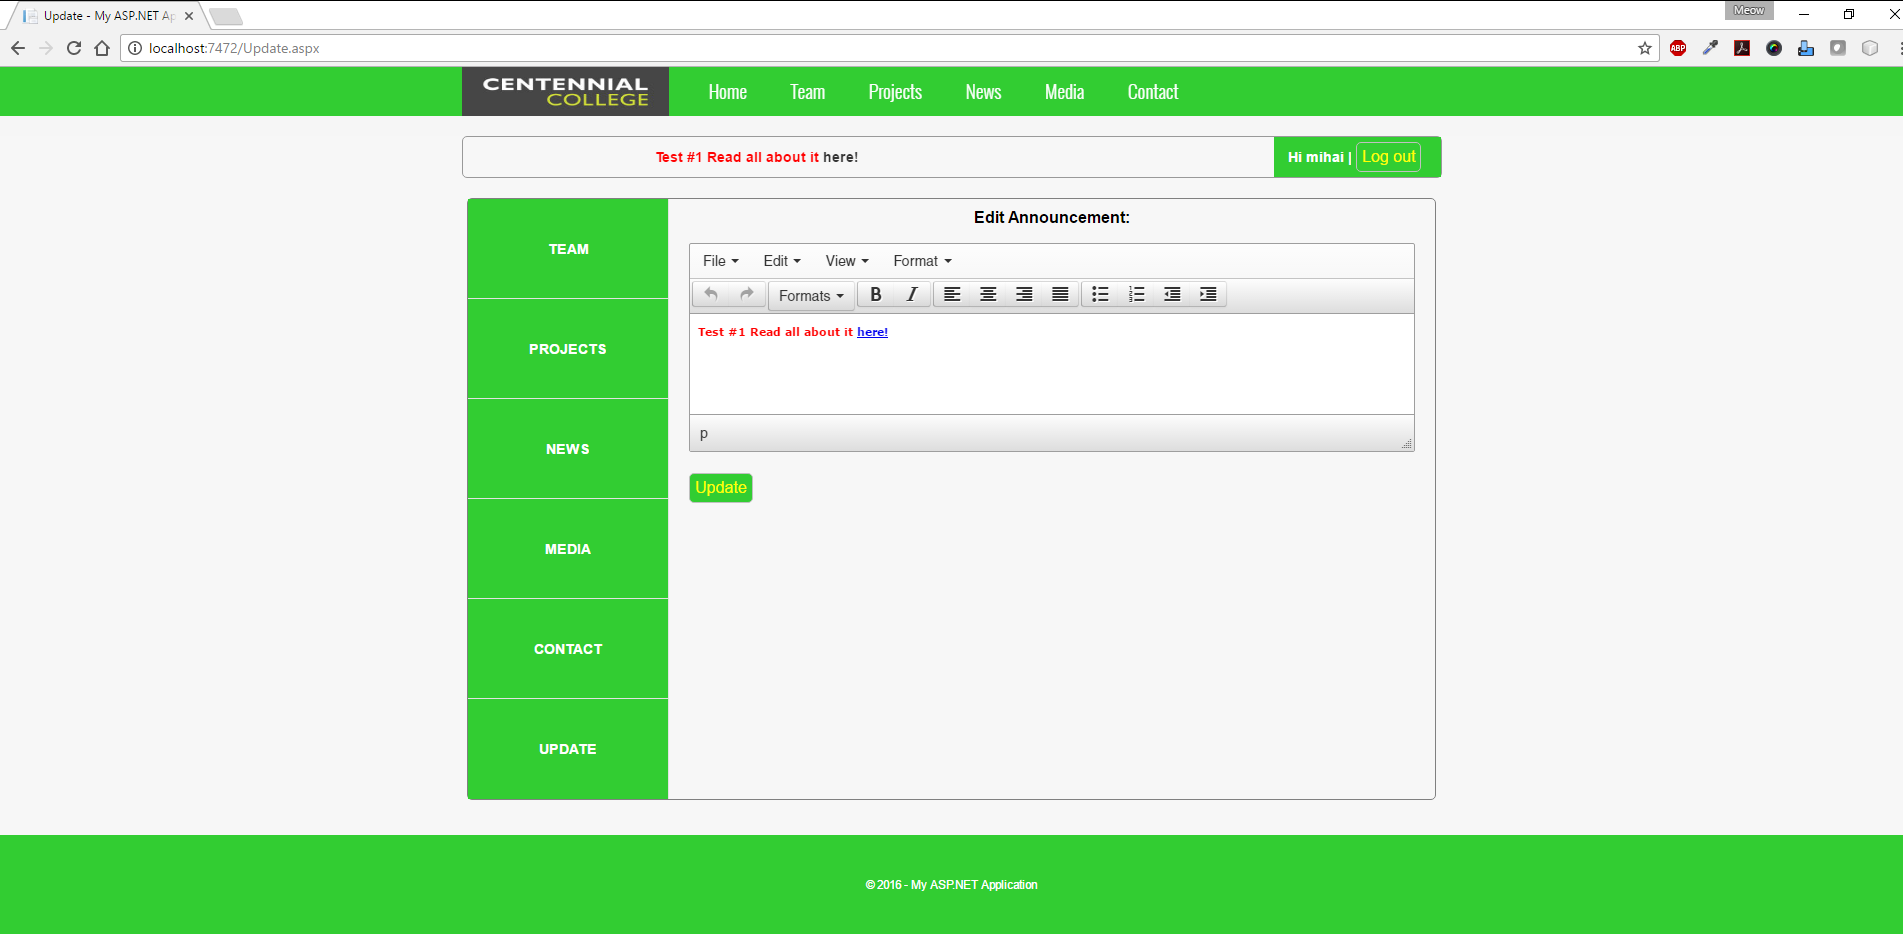 Update - My ASP.NET Ap
Meow
localhost:7472/Update.aspx
ABP
CENTENNIAL
COLLEGE
Home Team Projects News Media Contact
Test #1 Read all about it here!
Hi mihai | Log out
TEAM
PROJECTS
NEWS
MEDIA
CONTACT
UPDATE
Edit Announcement:
File Edit View Format
Formats B I
Test #1 Read all about it here!
p
Update
© 2016 - My ASP.NET Application